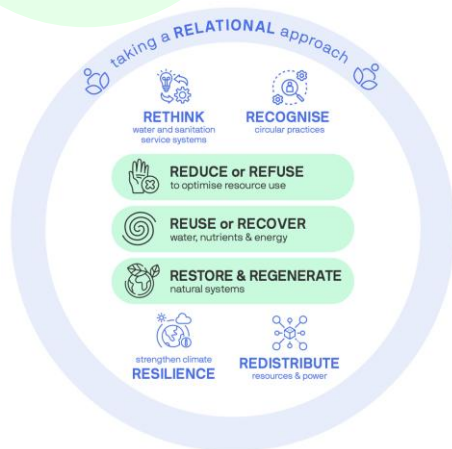 taking a RELATIONAL approach
RETHINK
water and sanitation
service systems
RECOGNISE
circular practices
REDUCE or REFUSE
to optimise resource use
REUSE or RECOVER
water, nutrients & energy
RESTORE & REGENERATE
natural systems
strengthen climate
RESILIENCE
REDISTRIBUTE
resources & power